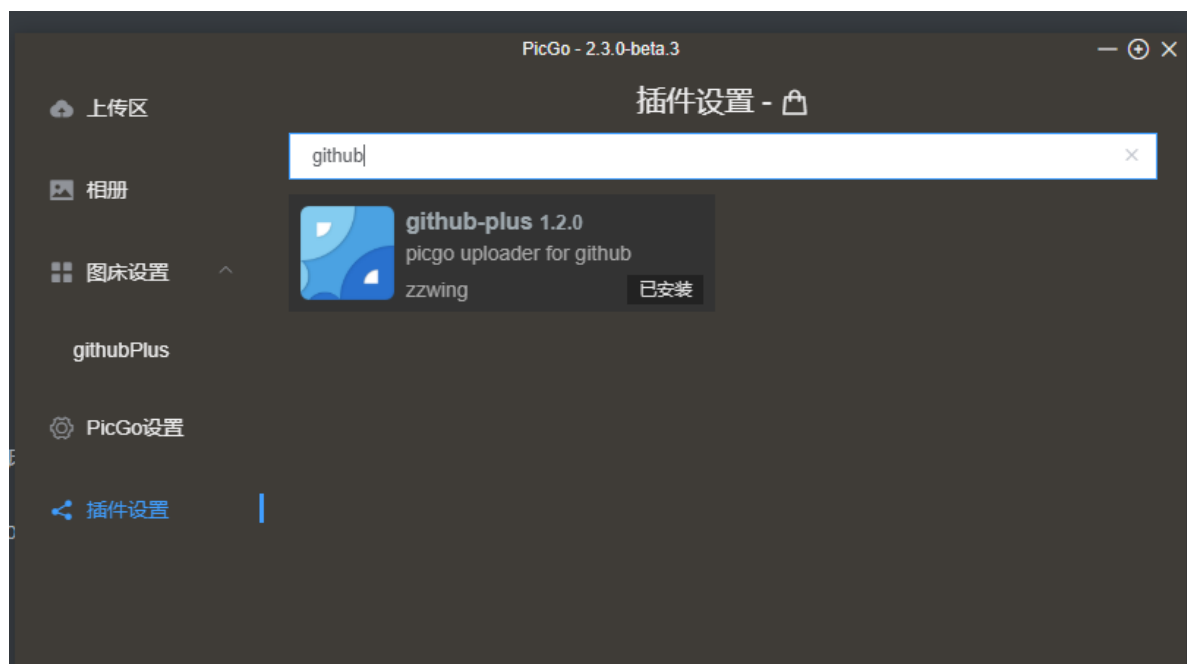 PicGo - 2.3.0-beta.3
上传区
插件设置 -
github
相册
github-plus 1.2.0
picgo uploader for github
zzwing
已安装
图床设置
githubPlus
PicGo设置
插件设置